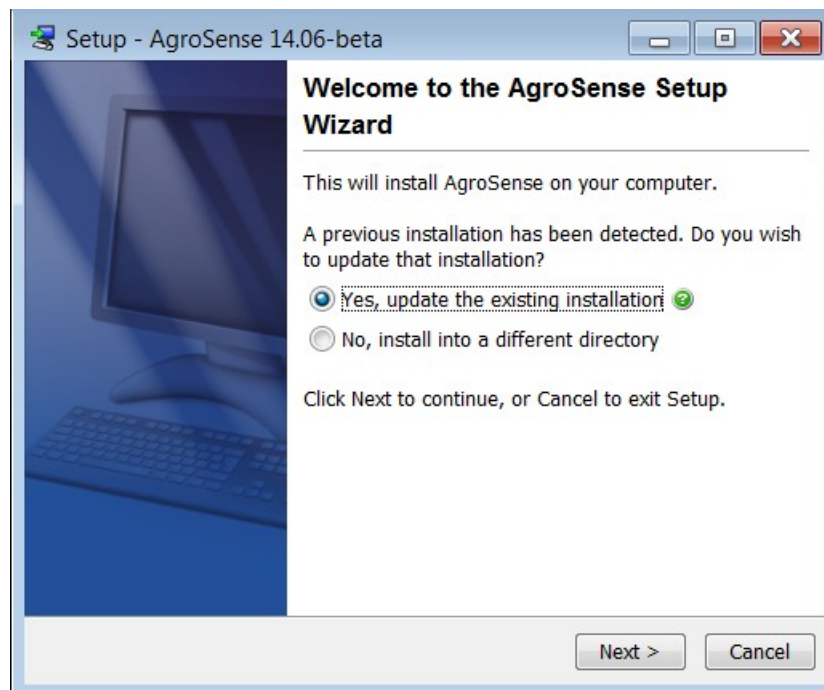 Setup - AgroSense 14.06-beta
Welcome to the AgroSense Setup
Wizard
This will install AgroSense on your computer.
A previous installation has been detected. Do you wish
to update that installation?
Yes, update the existing installation
No, install into a different directory
Click Next to continue, or Cancel to exit Setup.
Next > Cancel